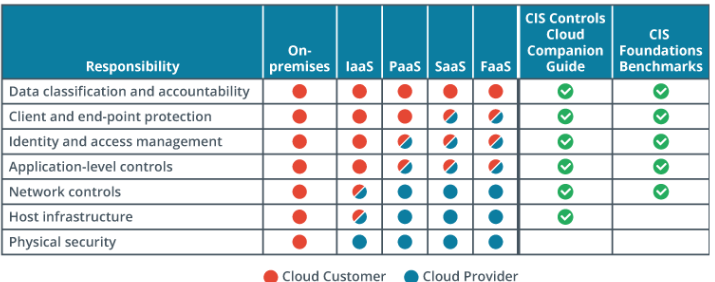 Responsibility
On-
premises
IaaS
PaaS
SaaS
FaaS
CIS Controls
Cloud
Companion
Guide
CIS
Foundations
Benchmarks
Data classification and accountability
Client and end-point protection
Identity and access management
Application-level controls
Network controls
Host infrastructure
Physical security
Cloud Customer
Cloud Provider